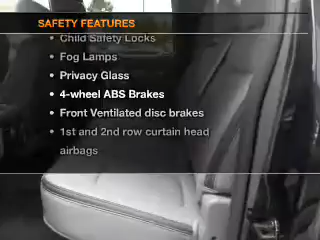 SAFETY FEATURES
• Child Safety Locks
• Fog Lamps
• Privacy Glass
• 4-wheel ABS Brakes
• Front Ventilated disc brakes
• 1st and 2nd row curtain head
airbags